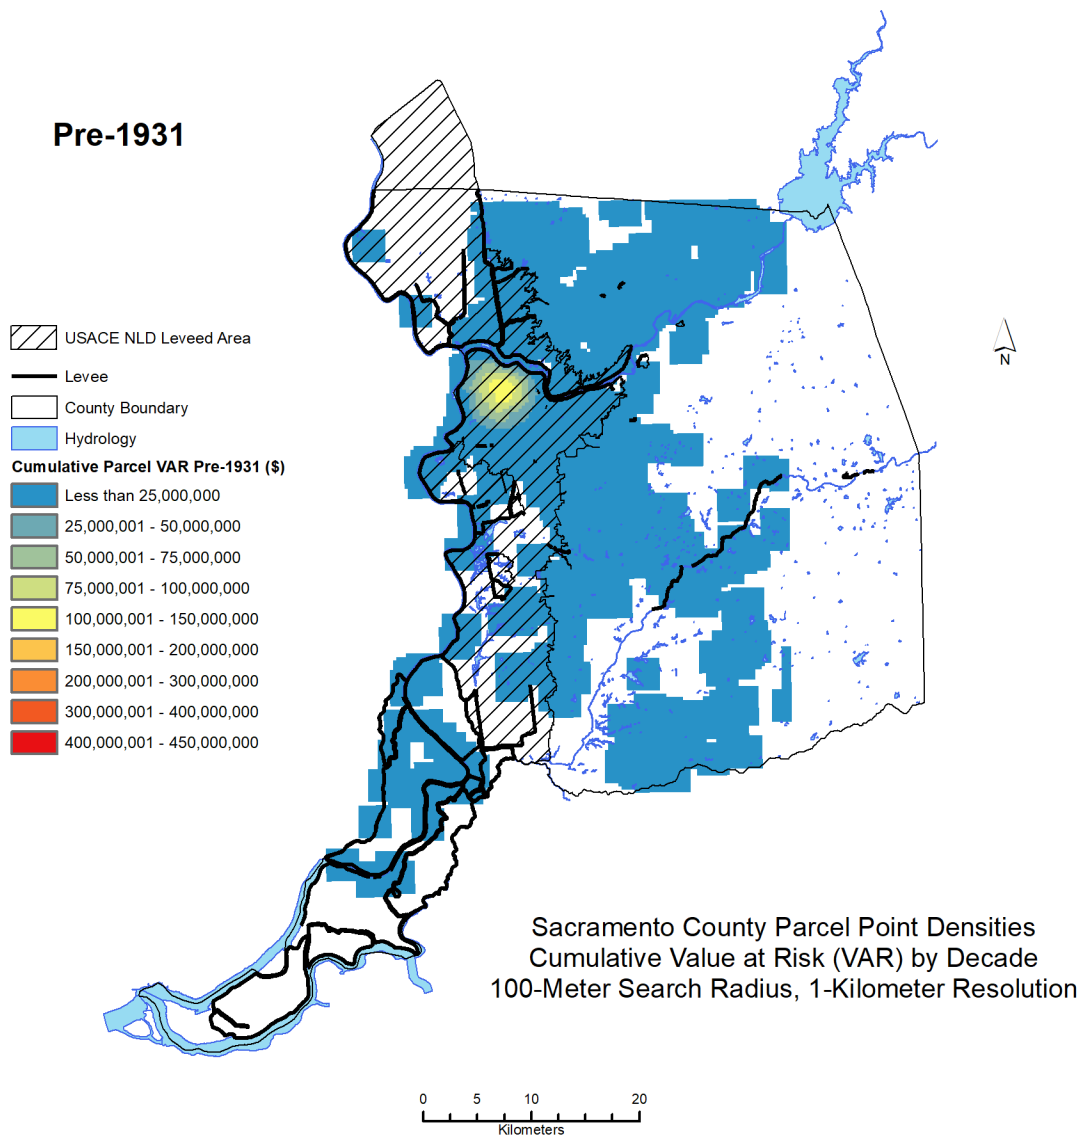 Pre-1931
USACE NLD Leveed Area
Levee
County Boundary
Hydrology
Cumulative Parcel VAR Pre-1931 ($)
Less than 25,000,000
25,000,001 - 50,000,000
50,000,001 - 75,000,000
75,000,001 - 100,000,000
100,000,001 - 150,000,000
150,000,001 - 200,000,000
200,000,001 - 300,000,000
300,000,001 - 400,000,000
400,000,001 - 450,000,000
N
Sacramento County Parcel Point Densities
Cumulative Value at Risk (VAR) by Decade
100-Meter Search Radius, 1-Kilometer Resolution
0 5 10 20
Kilometers